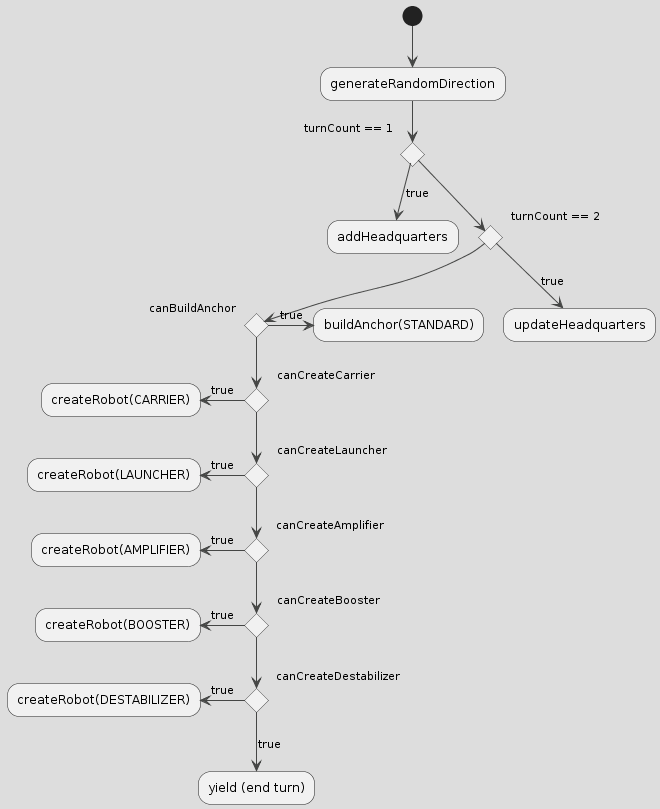 generateRandomDirection
turnCount == 1
true
addHeadquarters
turnCount == 2
true
updateHeadquarters
canBuildAnchor
true
buildAnchor(STANDARD)
canCreateCarrier
true
createRobot(CARRIER)
canCreateLauncher
true
createRobot(LAUNCHER)
canCreateAmplifier
true
createRobot(AMPLIFIER)
canCreateBooster
true
createRobot(BOOSTER)
canCreateDestabilizer
true
createRobot(DESTABILIZER)
true
yield (end turn)